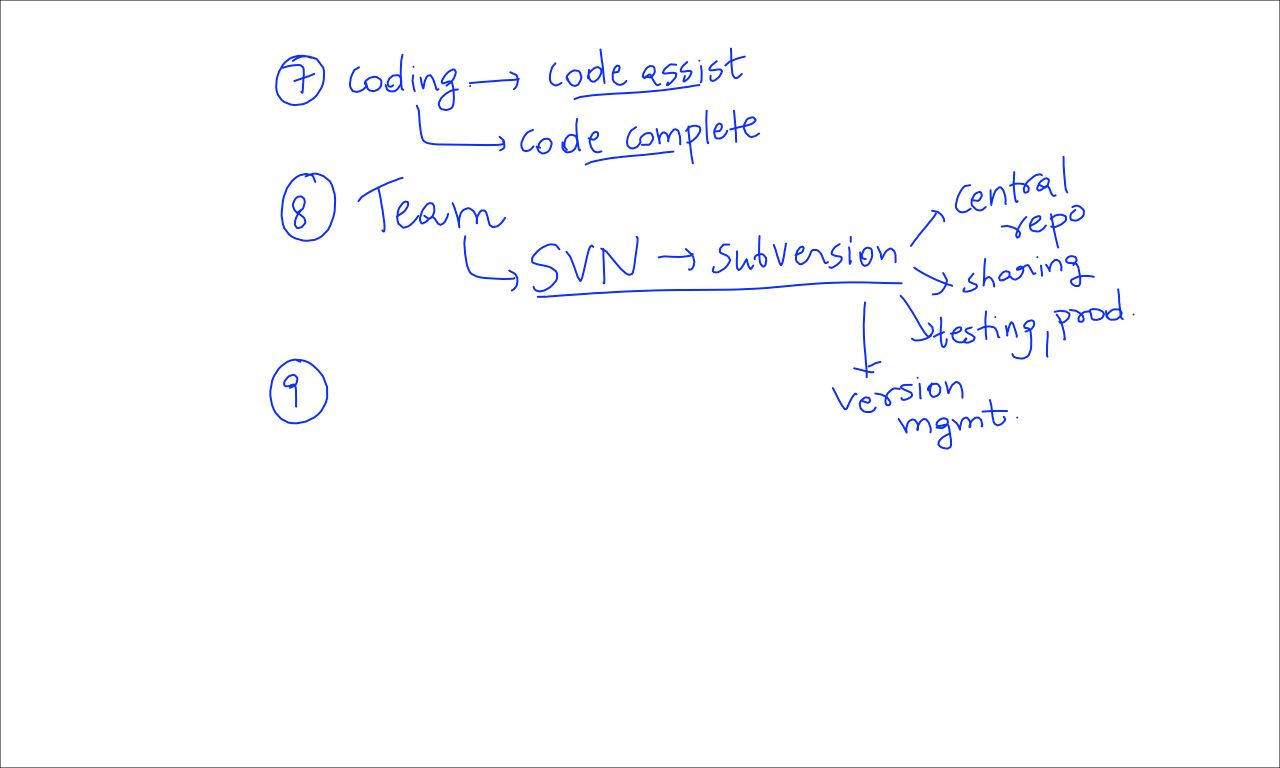 7 coding → code assist
→ code complete
8 Team
SVN → subversion
central
repo
sharing
testing, prod.
version
mgmt.
9